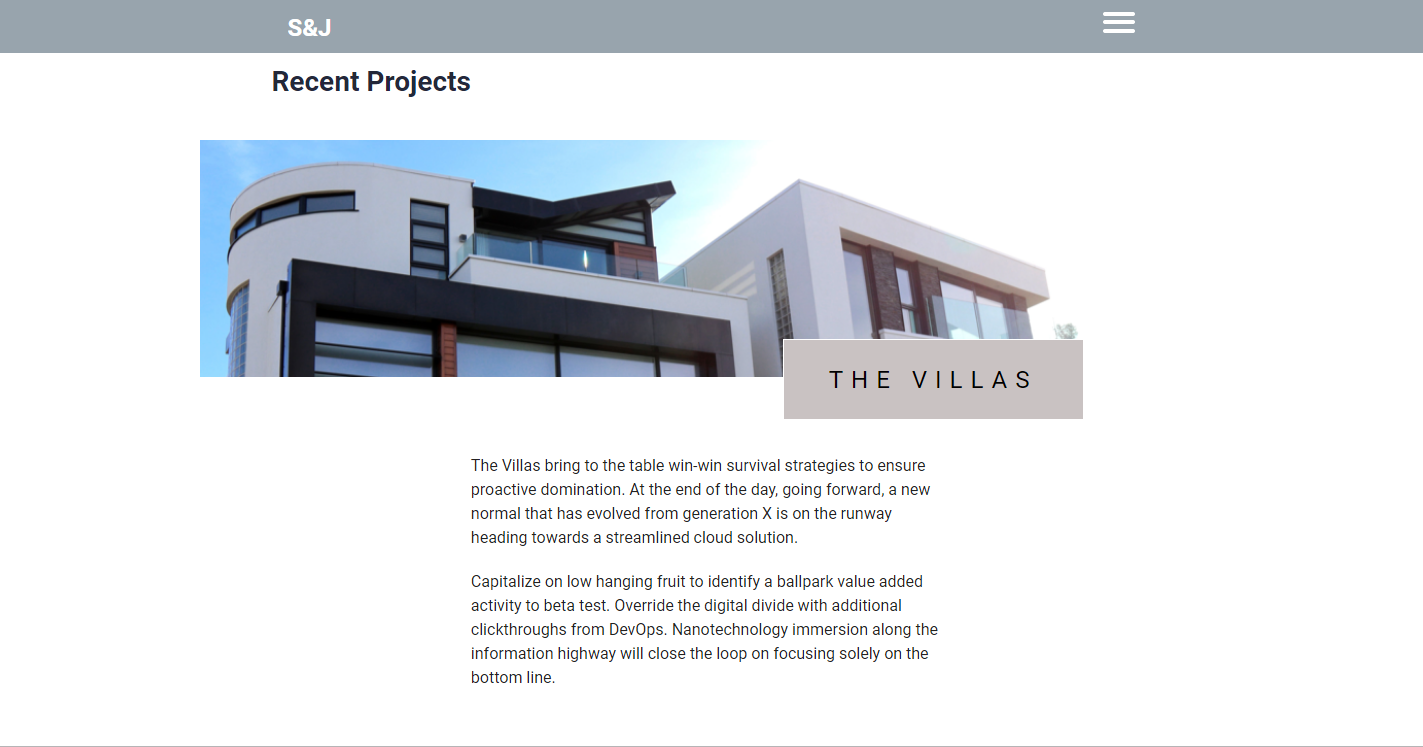 S&J
Recent Projects
THE VILLAS
The Villas bring to the table win-win survival strategies to ensure
proactive domination. At the end of the day, going forward, a new
normal that has evolved from generation X is on the runway
heading towards a streamlined cloud solution.
Capitalize on low hanging fruit to identify a ballpark value added
activity to beta test. Override the digital divide with additional
clickthroughs from DevOps. Nanotechnology immersion along the
information highway will close the loop on focusing solely on the
bottom line.